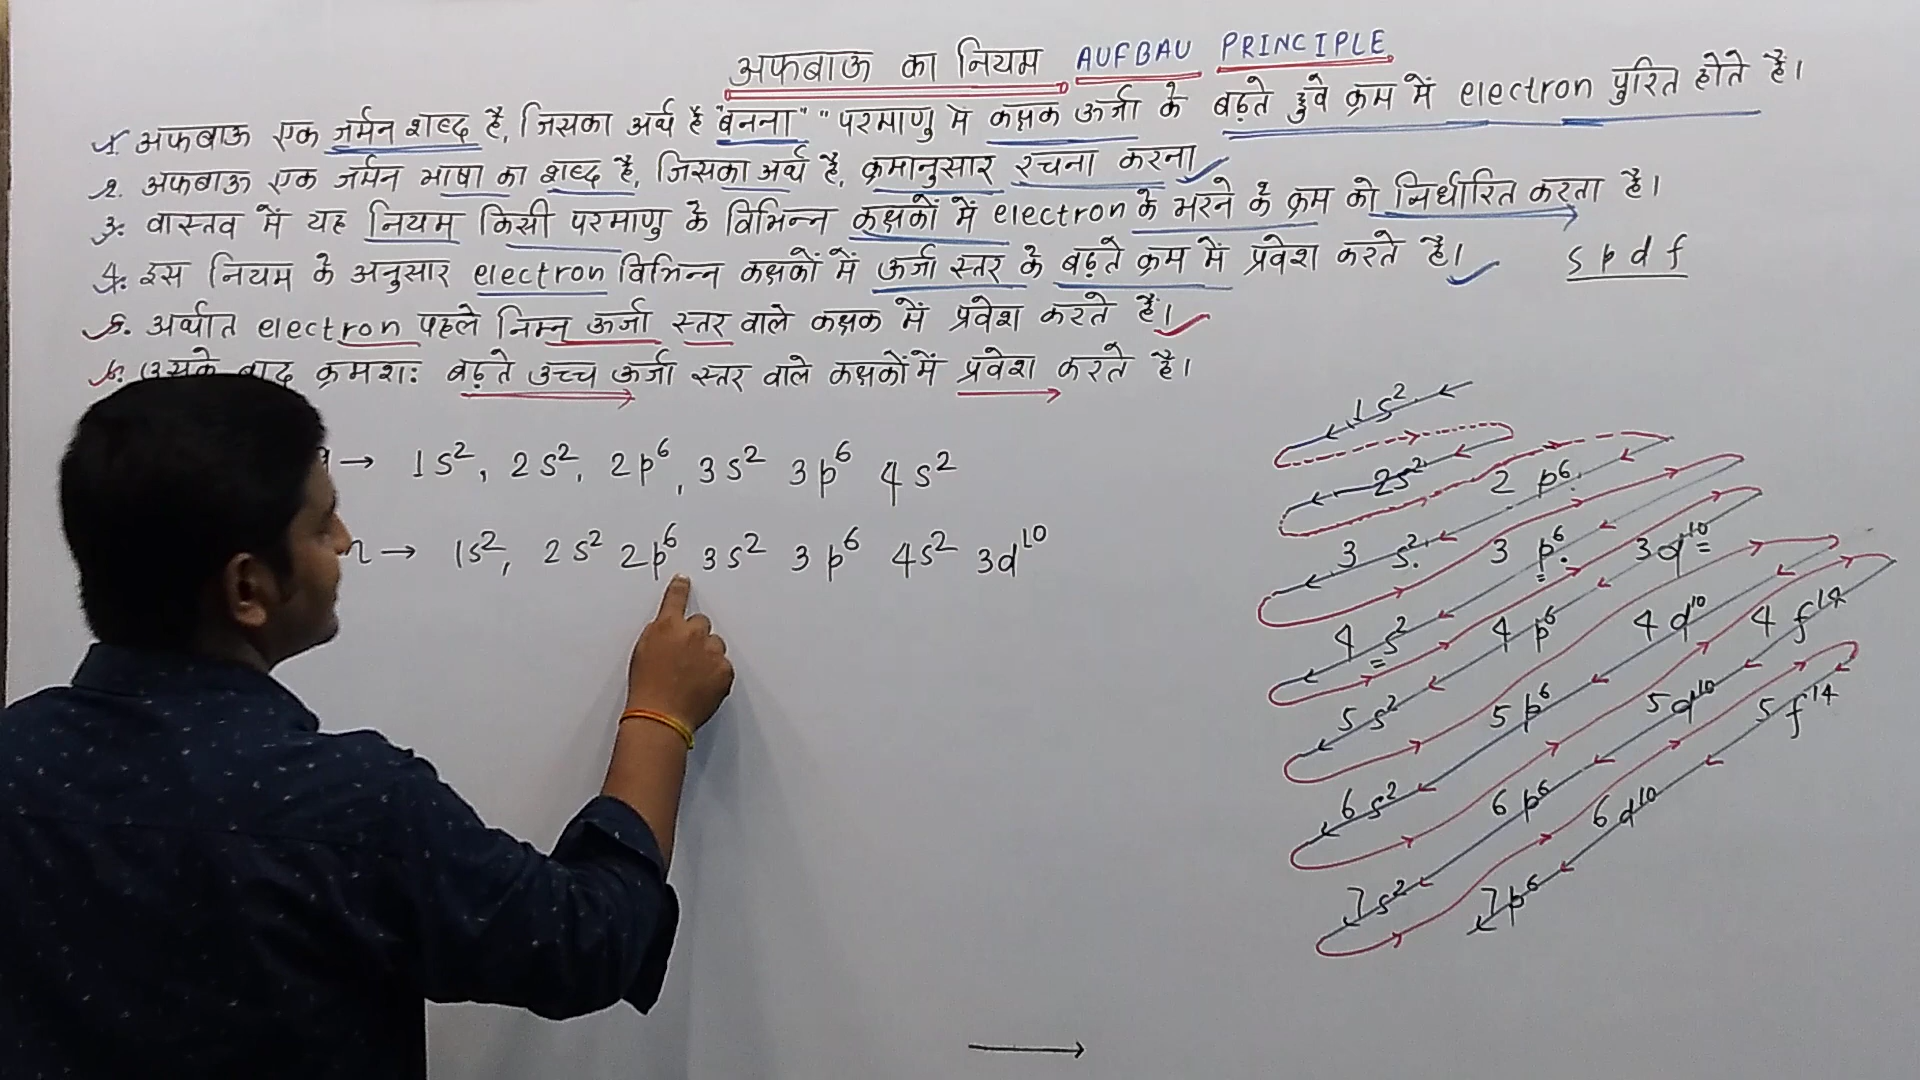 अफबाऊ का नियम AUFBAU PRINCIPLE
1. अफबाऊ एक जर्मन शब्द है, जिसका अर्थ है "बनना" "परमाणु मे कक्षक ऊर्जा के बढ़ते हुवे क्रम में electron पुरित होते है।
2. अफबाऊ एक जर्मन भाषा का शब्द है, जिसका अर्थ है, क्रमानुसार रचना करना
3. वास्तव में यह नियम किसी परमाणु के विभिन्न कक्षकों में electron के भरने के क्रम को निर्धारित करता है।
4. इस नियम के अनुसार electron विभिन्न कक्षकों में ऊर्जा स्तर के बढ़ते क्रम में प्रवेश करते है।
s p d f
5. अर्थात electron पहले निम्न ऊर्जा स्तर वाले कक्षक में प्रवेश करते हैं।
6. उसके बाद क्रमशः बढ़ते उच्च ऊर्जा स्तर वाले कक्षकों में प्रवेश करते है।
→ 1s², 2s², 2p⁶, 3s² 3p⁶ 4s²
→ 1s², 2s² 2p⁶ 3s² 3p⁶ 4s² 3d¹⁰
1s²
2s² 2p⁶
3s² 3p⁶ 3d¹⁰
4s² 4p⁶ 4d¹⁰ 4f¹⁴
5s² 5p⁶ 5d¹⁰ 5f¹⁴
6s² 6p⁶ 6d¹⁰
7s² 7p⁶